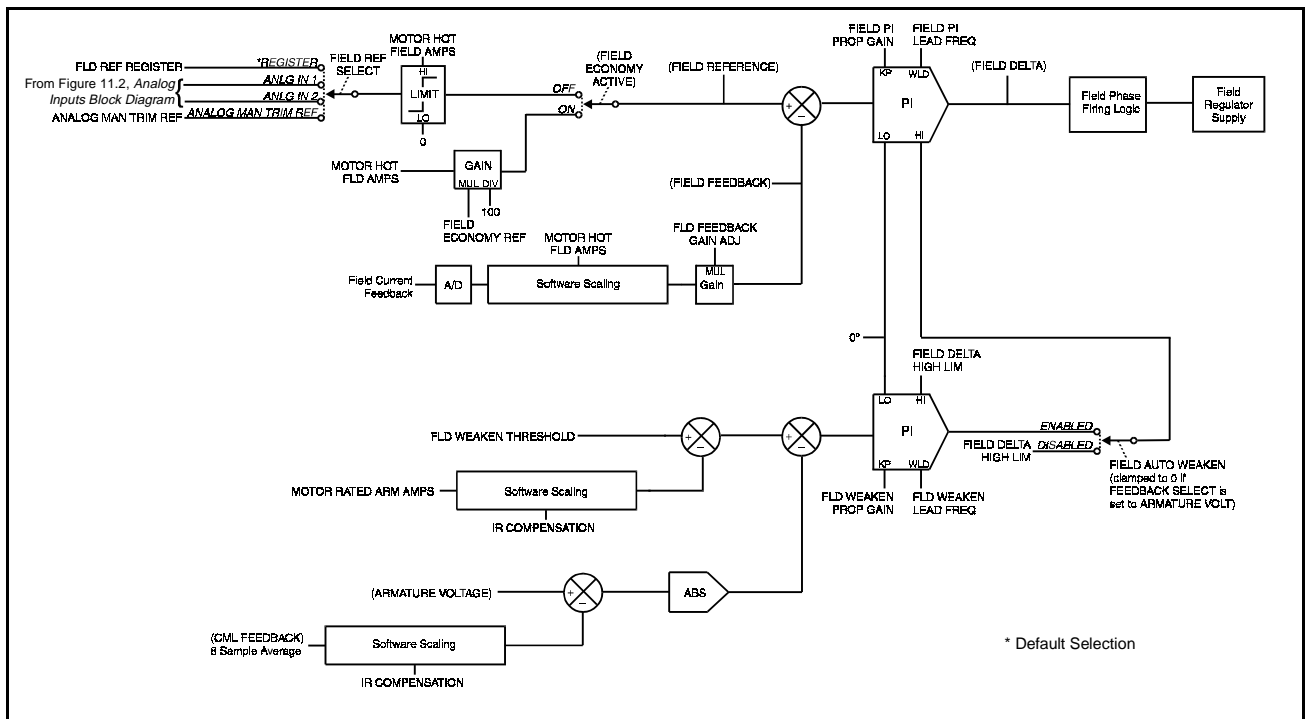 MOTOR HOT
FIELD AMPS
FLD REF REGISTER
*REGISTER
FIELD REF
SELECT
From Figure 11.2, Analog
Inputs Block Diagram
ANLG IN 1
ANLG IN 2
ANALOG MAN TRIM REF
ANALOG MAN TRIM REF
HI
LIMIT
LO
0
OFF
ON
(FIELD
ECONOMY
ACTIVE)
MOTOR HOT
FLD AMPS
GAIN
MUL DIV
100
FIELD
ECONOMY REF
(FIELD REFERENCE)
+
–
(FIELD FEEDBACK)
FIELD PI
PROP GAIN
FIELD PI
LEAD FREQ
KP
WLD
PI
LO
HI
(FIELD DELTA)
Field Phase
Firing Logic
Field
Regulator
Supply
MOTOR HOT
FLD AMPS
FLD FEEDBACK
GAIN ADJ
Field Current
Feedback
A/D
Software Scaling
MUL
Gain
0°
FIELD DELTA
HIGH LIM
LO
HI
PI
KP
WLD
FLD WEAKEN
PROP GAIN
FLD WEAKEN
LEAD FREQ
FLD WEAKEN THRESHOLD
+
–
+
–
ENABLED
FIELD DELTA
HIGH LIM
DISABLED
FIELD AUTO WEAKEN
(clamped to 0 if
FEEDBACK SELECT is
set to ARMATURE VOLT)
MOTOR RATED ARM AMPS
Software Scaling
IR COMPENSATION
(ARMATURE VOLTAGE)
+
–
ABS
(CML FEEDBACK)
8 Sample Average
Software Scaling
IR COMPENSATION
* Default Selection